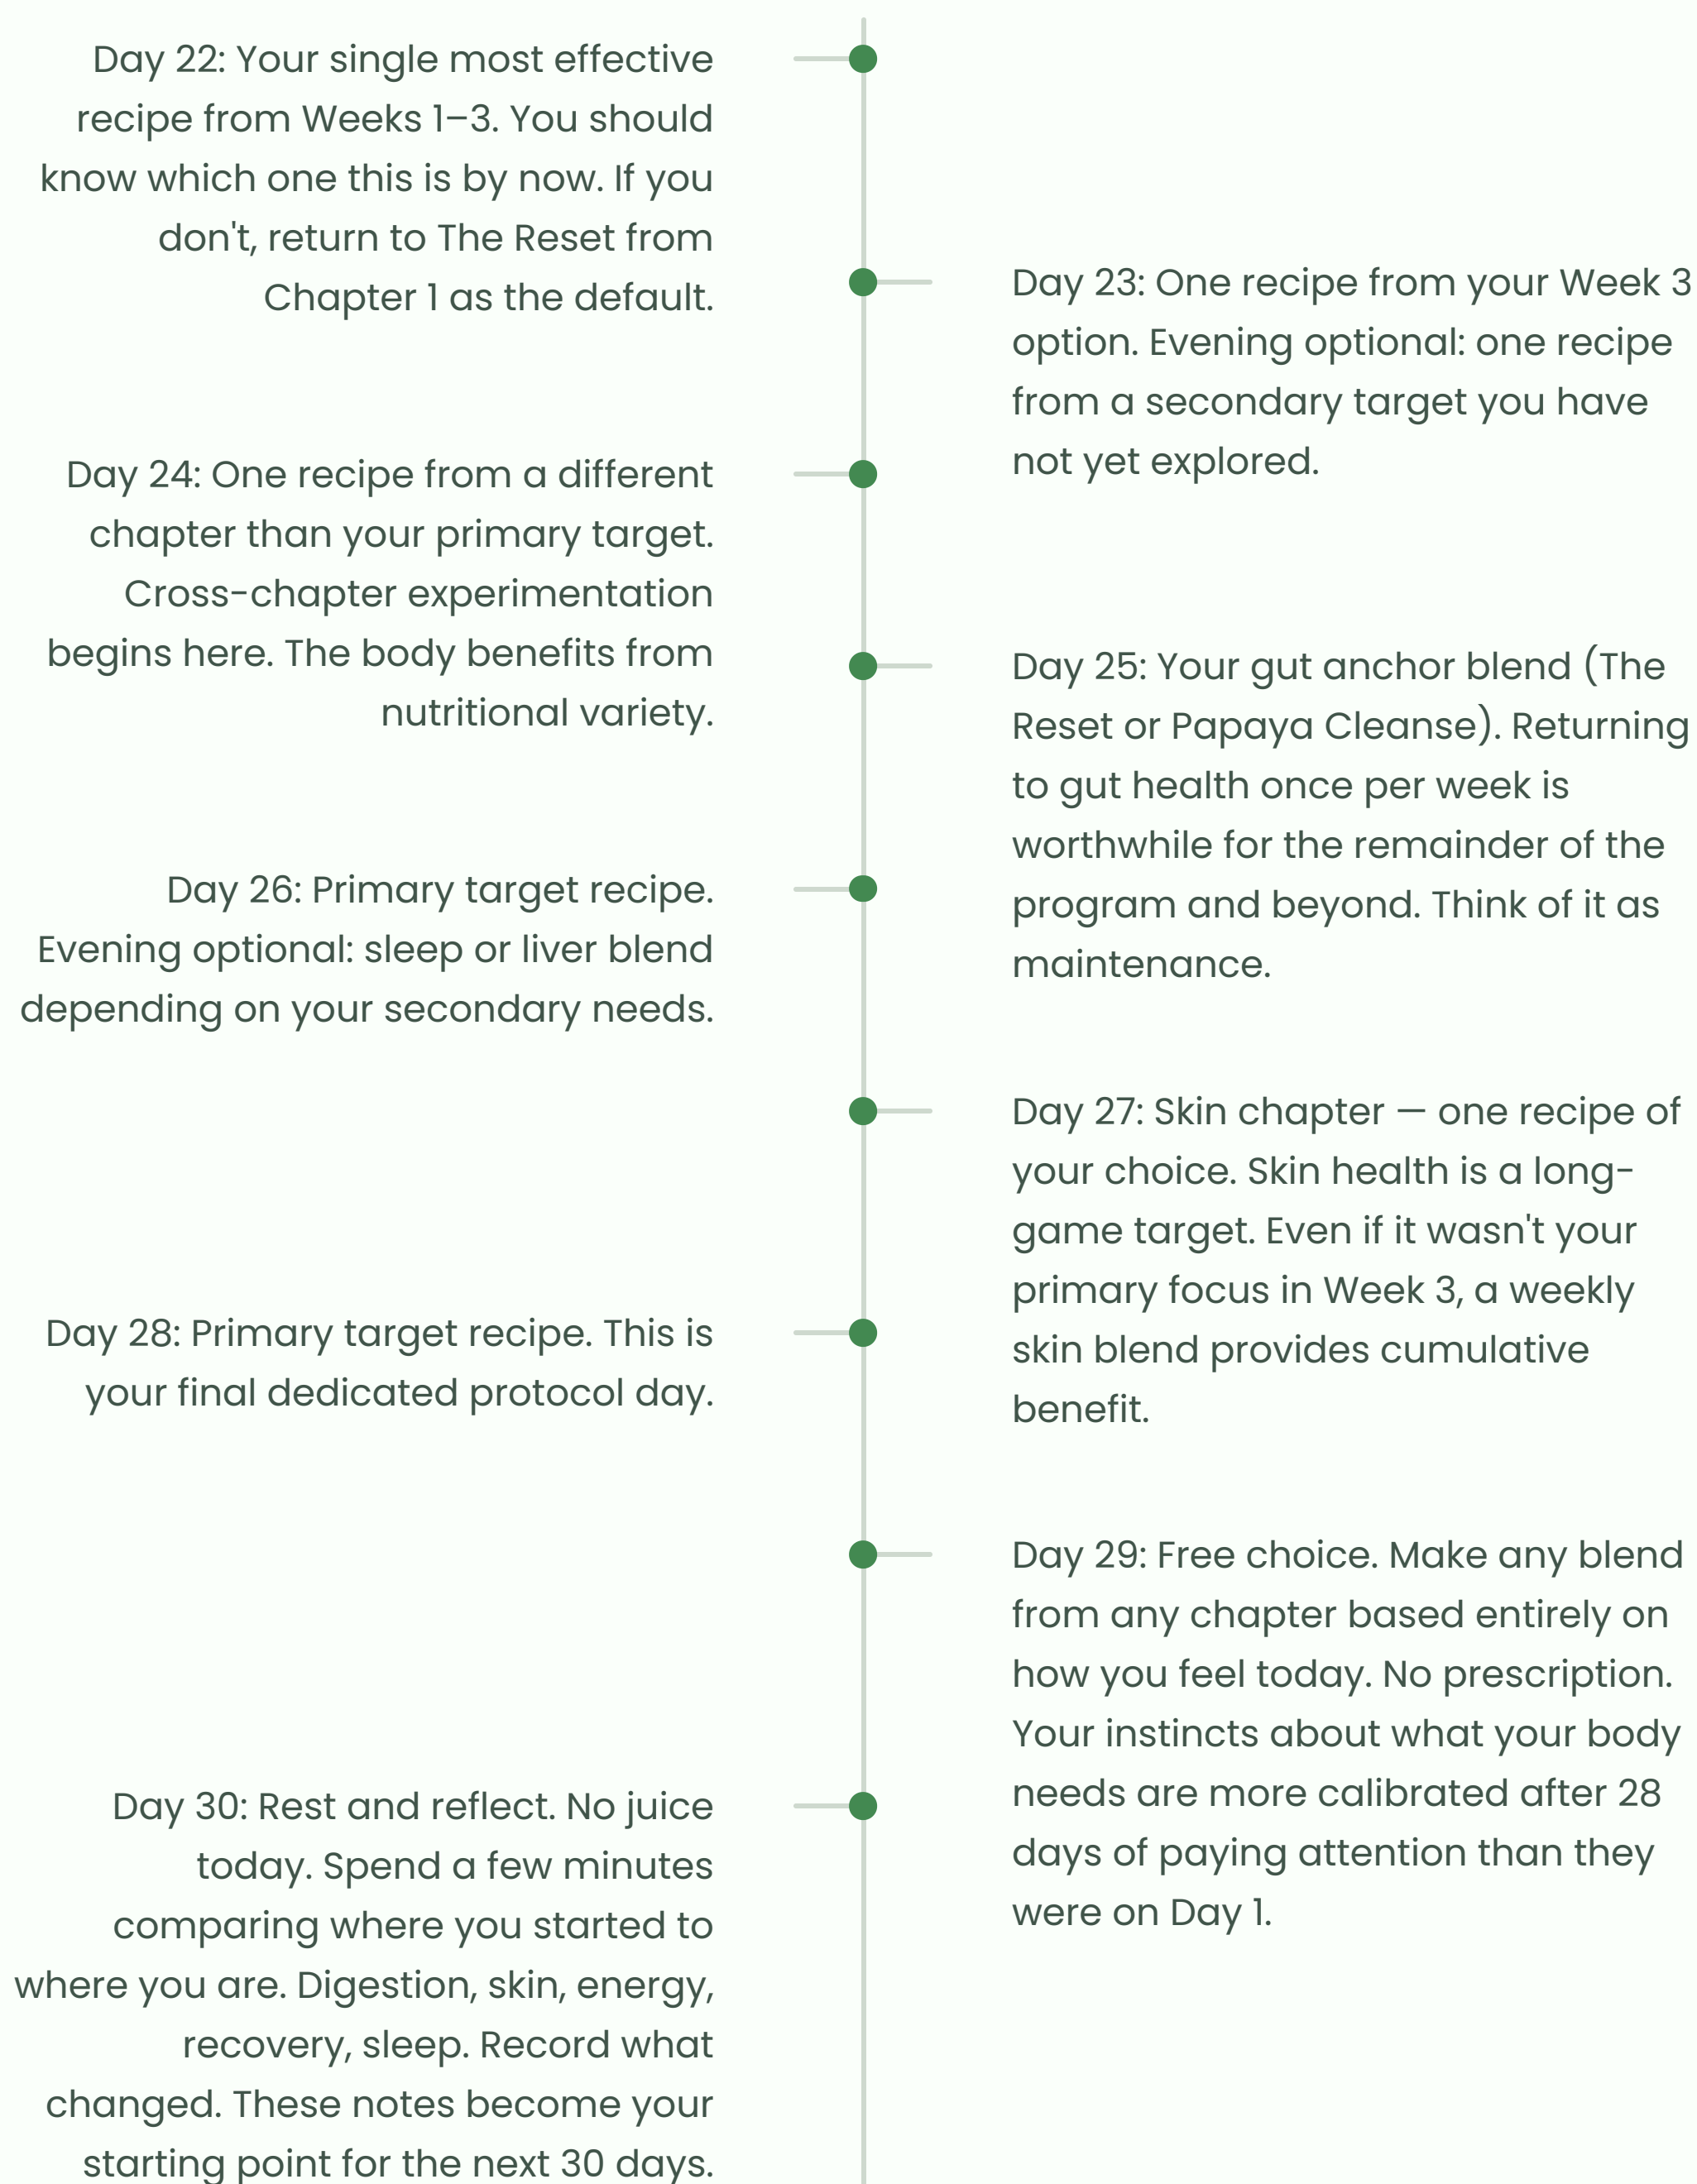 Day 22: Your single most effective
recipe from Weeks 1–3. You should
know which one this is by now. If you
don't, return to The Reset from
Chapter 1 as the default.
Day 23: One recipe from your Week 3
option. Evening optional: one recipe
from a secondary target you have
not yet explored.
Day 24: One recipe from a different
chapter than your primary target.
Cross-chapter experimentation
begins here. The body benefits from
nutritional variety.
Day 25: Your gut anchor blend (The
Reset or Papaya Cleanse). Returning
to gut health once per week is
worthwhile for the remainder of the
program and beyond. Think of it as
maintenance.
Day 26: Primary target recipe.
Evening optional: sleep or liver blend
depending on your secondary needs.
Day 27: Skin chapter — one recipe of
your choice. Skin health is a long-
game target. Even if it wasn't your
primary focus in Week 3, a weekly
skin blend provides cumulative
benefit.
Day 28: Primary target recipe. This is
your final dedicated protocol day.
Day 29: Free choice. Make any blend
from any chapter based entirely on
how you feel today. No prescription.
Your instincts about what your body
needs are more calibrated after 28
days of paying attention than they
were on Day 1.
Day 30: Rest and reflect. No juice
today. Spend a few minutes
comparing where you started to
where you are. Digestion, skin, energy,
recovery, sleep. Record what
changed. These notes become your
starting point for the next 30 days.